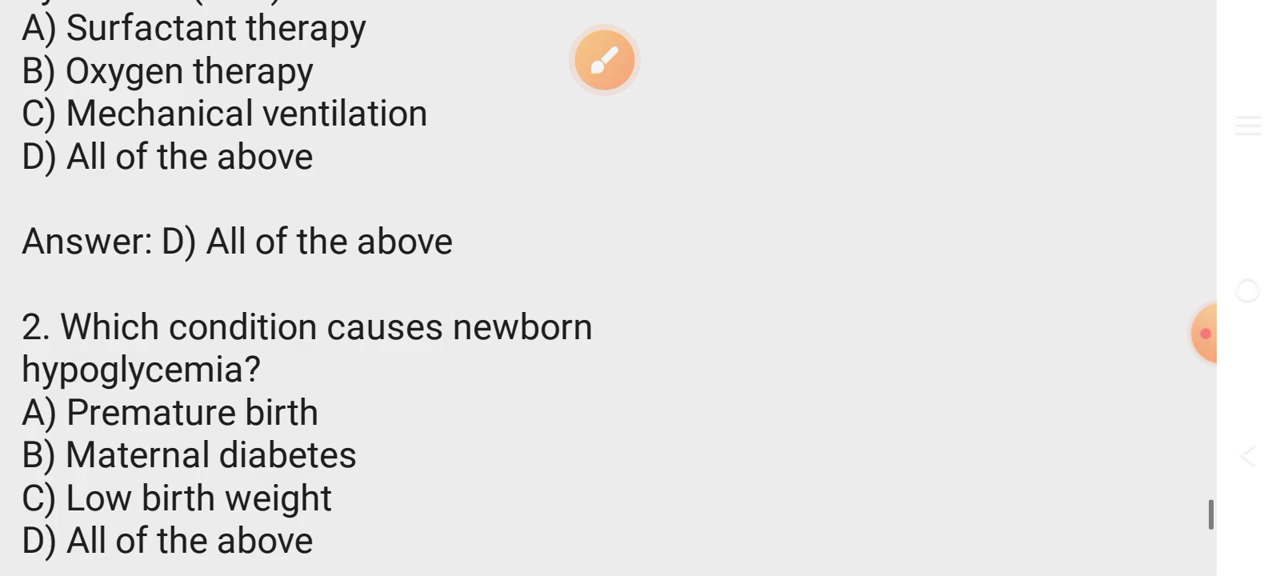 A) Surfactant therapy
B) Oxygen therapy
C) Mechanical ventilation
D) All of the above
Answer: D) All of the above
2. Which condition causes newborn
hypoglycemia?
A) Premature birth
B) Maternal diabetes
C) Low birth weight
D) All of the above